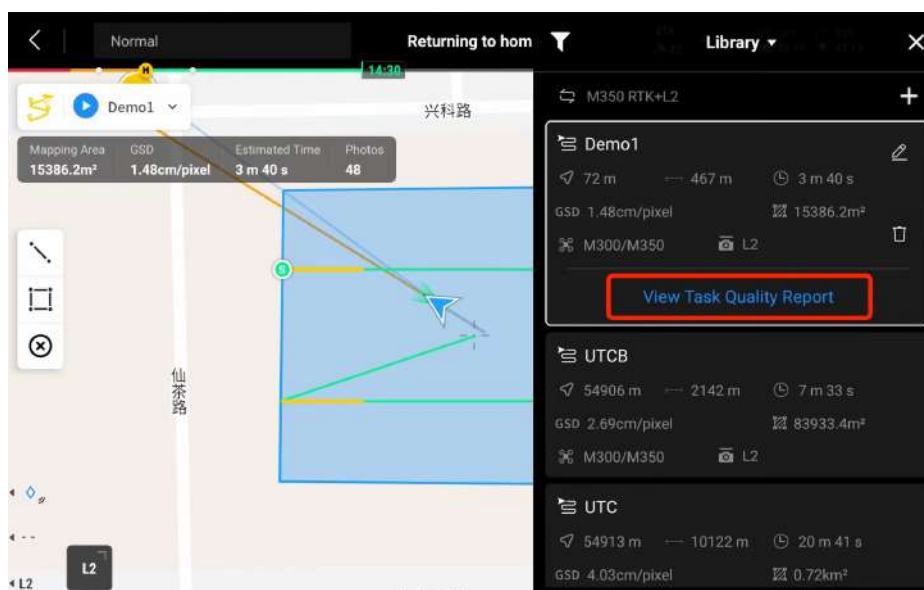 Normal
Returning to hom
Library
14:30
H
Demo1
Mapping Area GSD Estimated Time Photos
15386.2m² 1.48cm/pixel 3 m 40 s 48
兴科路
S
仙茶路
- -
L2
L2
M350 RTK+L2
Demo1
72 m 467 m 3 m 40 s
GSD 1.48cm/pixel 15386.2m²
M300/M350 L2
View Task Quality Report
UTCB
54906 m 2142 m 7 m 33 s
GSD 2.69cm/pixel 83933.4m²
M300/M350 L2
UTC
54913 m 10122 m 20 m 41 s
GSD 4.03cm/pixel 0.72km²